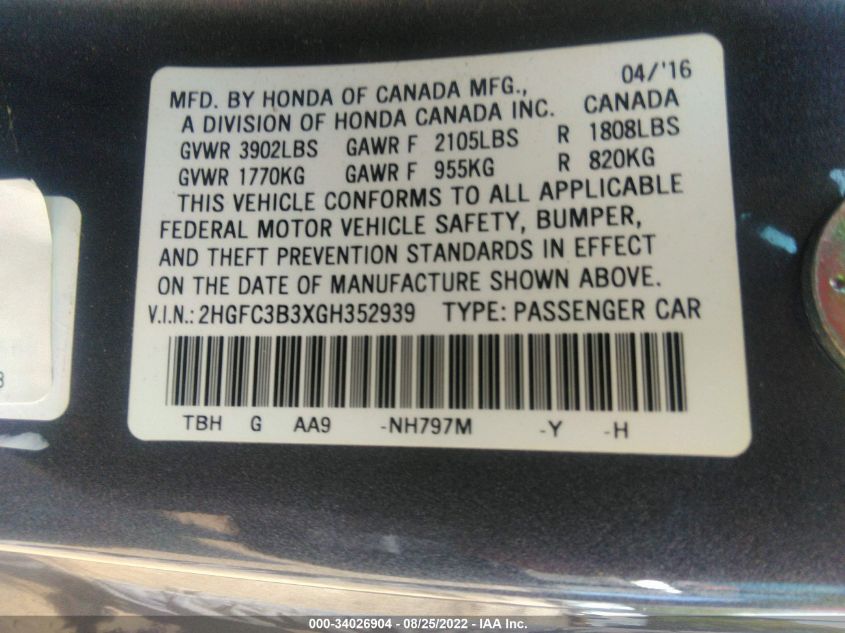 04/'16
MFD. BY HONDA OF CANADA MFG.,
A DIVISION OF HONDA CANADA INC. CANADA
GVWR 3902LBS GAWR F 2105LBS R 1808LBS
GVWR 1770KG GAWR F 955KG R 820KG
THIS VEHICLE CONFORMS TO ALL APPLICABLE
FEDERAL MOTOR VEHICLE SAFETY, BUMPER,
AND THEFT PREVENTION STANDARDS IN EFFECT
ON THE DATE OF MANUFACTURE SHOWN ABOVE.
V.I.N.: 2HGFC3B3XGH352939 TYPE: PASSENGER CAR
TBH G AA9 -NH797M -Y -H
000-34026904 - 08/25/2022 - IAA Inc.